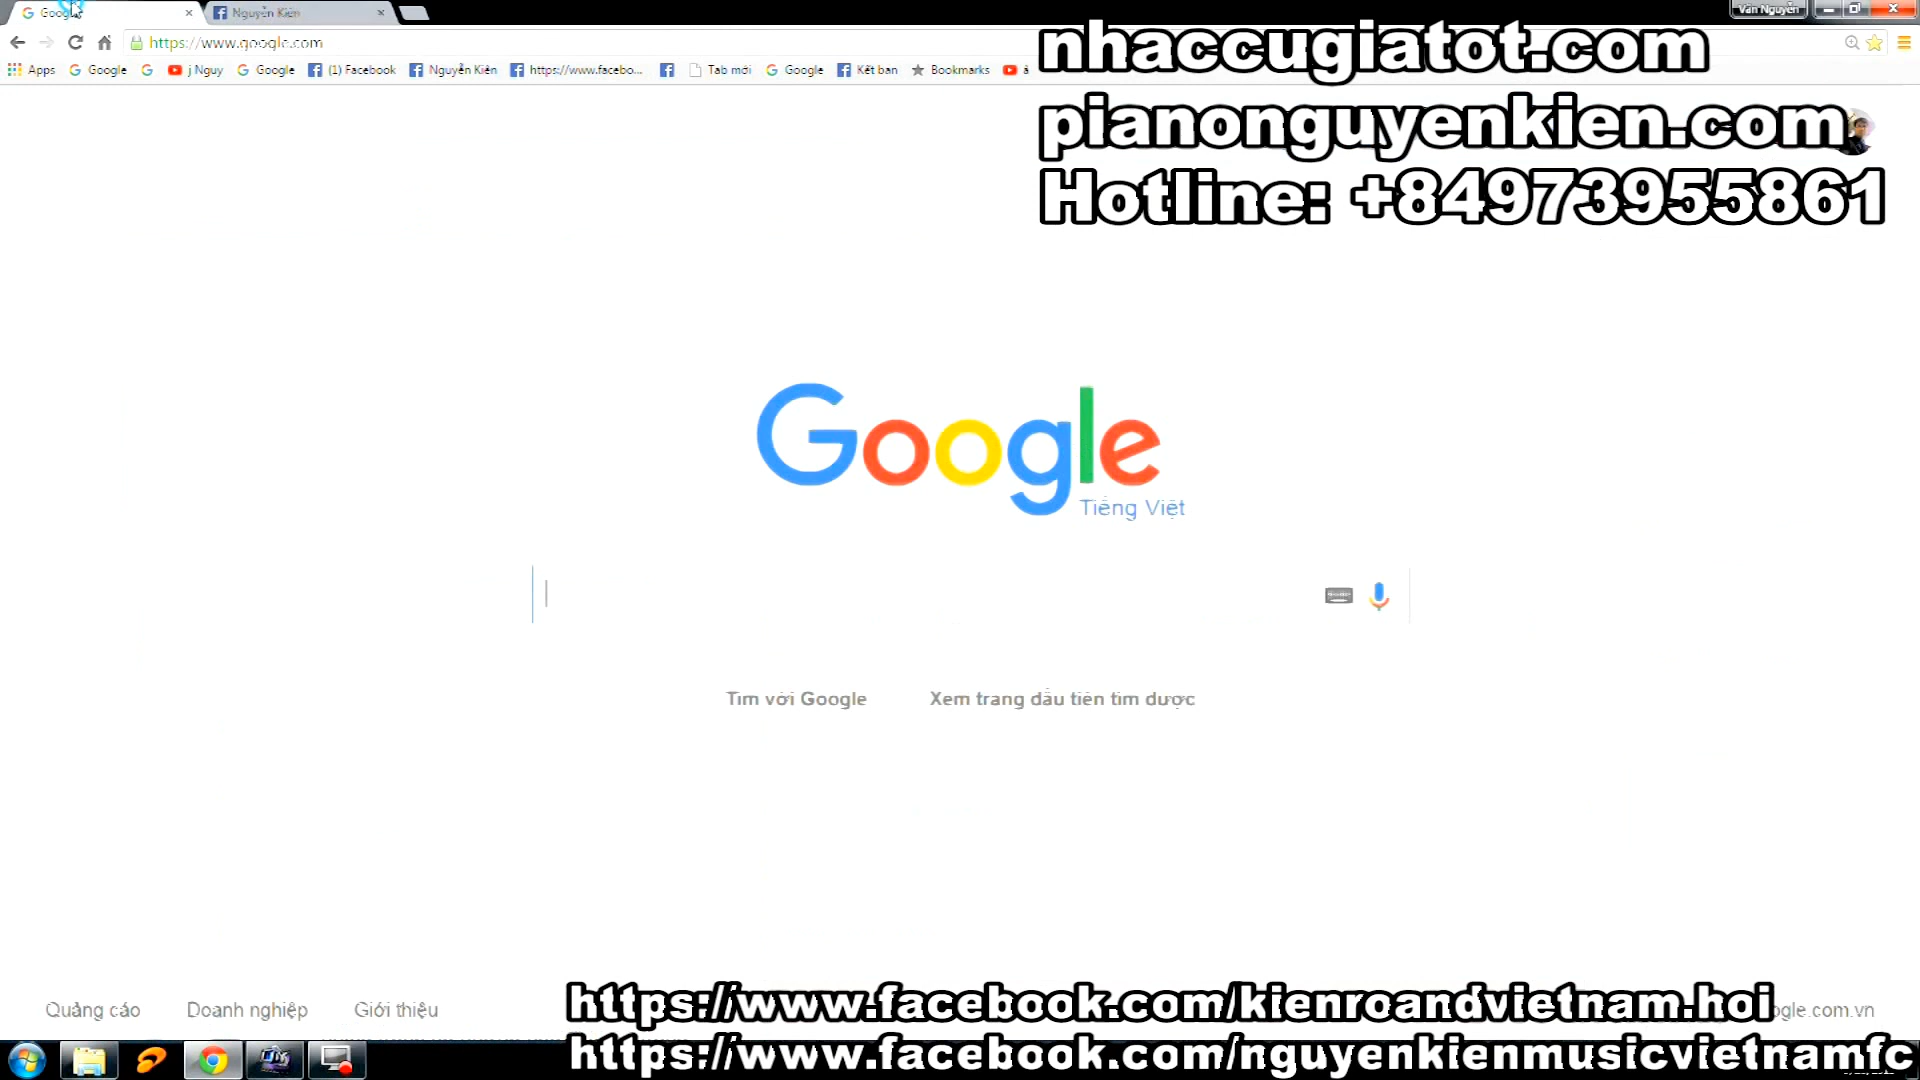 Google
Nguyễn Kiên
Văn Nguyễn
https://www.google.com
Apps Google j Nguy Google (1) Facebook Nguyễn Kiên https://www.facebo... Tab mới Google Kết bạn Bookmarks
nhaccugiatot.com
pianonguyenkien.com
Hotline: +84973955861
Google
Tiếng Việt
Tìm với Google
Xem trang đầu tiên tìm được
Quảng cáo Doanh nghiệp Giới thiệu
https://www.facebook.com/kienroandvietnam.hoi
https://www.facebook.com/nguyenkienmusicvietnamfc